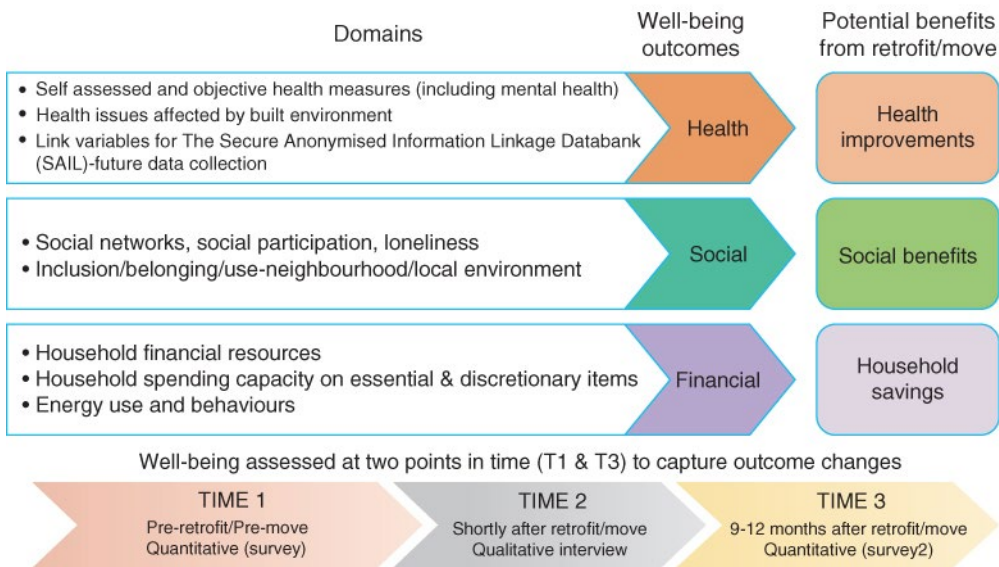 Domains
Well-being
outcomes
Potential benefits
from retrofit/move
• Self assessed and objective health measures (including mental health)
• Health issues affected by built environment
• Link variables for The Secure Anonymised Information Linkage Databank
(SAIL)-future data collection
Health
Health
improvements
• Social networks, social participation, loneliness
• Inclusion/belonging/use-neighbourhood/local environment
Social
Social benefits
• Household financial resources
• Household spending capacity on essential & discretionary items
• Energy use and behaviours
Financial
Household
savings
Well-being assessed at two points in time (T1 & T3) to capture outcome changes
TIME 1
Pre-retrofit/Pre-move
Quantitative (survey)
TIME 2
Shortly after retrofit/move
Qualitative interview
TIME 3
9-12 months after retrofit/move
Quantitative (survey2)